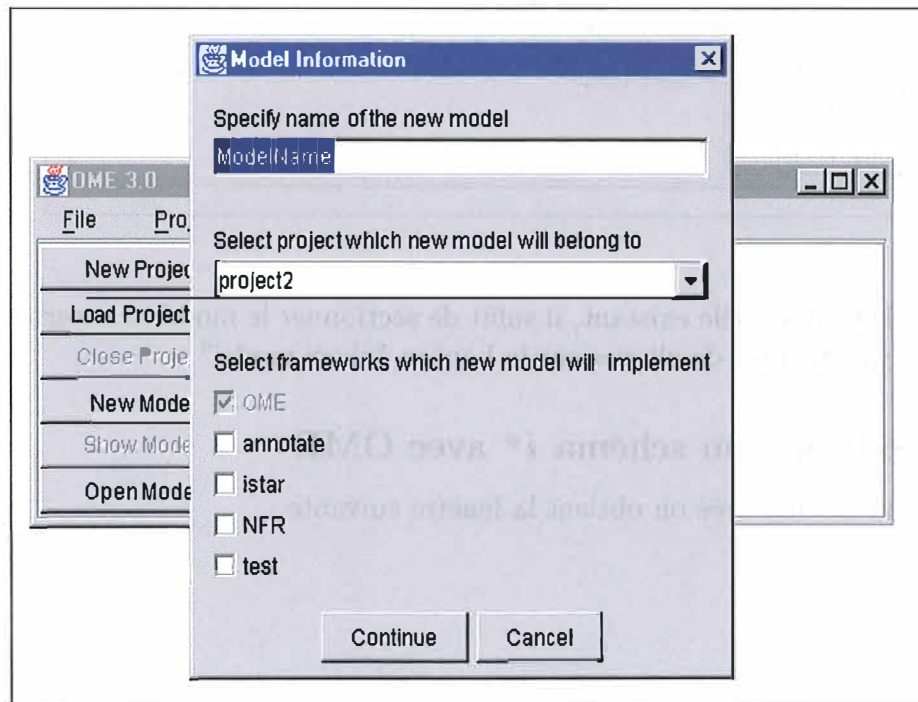 Model Information
Specify name of the new model
ModelName
Select project which new model will belong to
project2
Select frameworks which new model will implement
OME
annotate
istar
NFR
test
Continue
Cancel
OME 3.0
File
Pro
New Projec
Load Project
Close Proje
New Mode
Show Mode
Open Mode